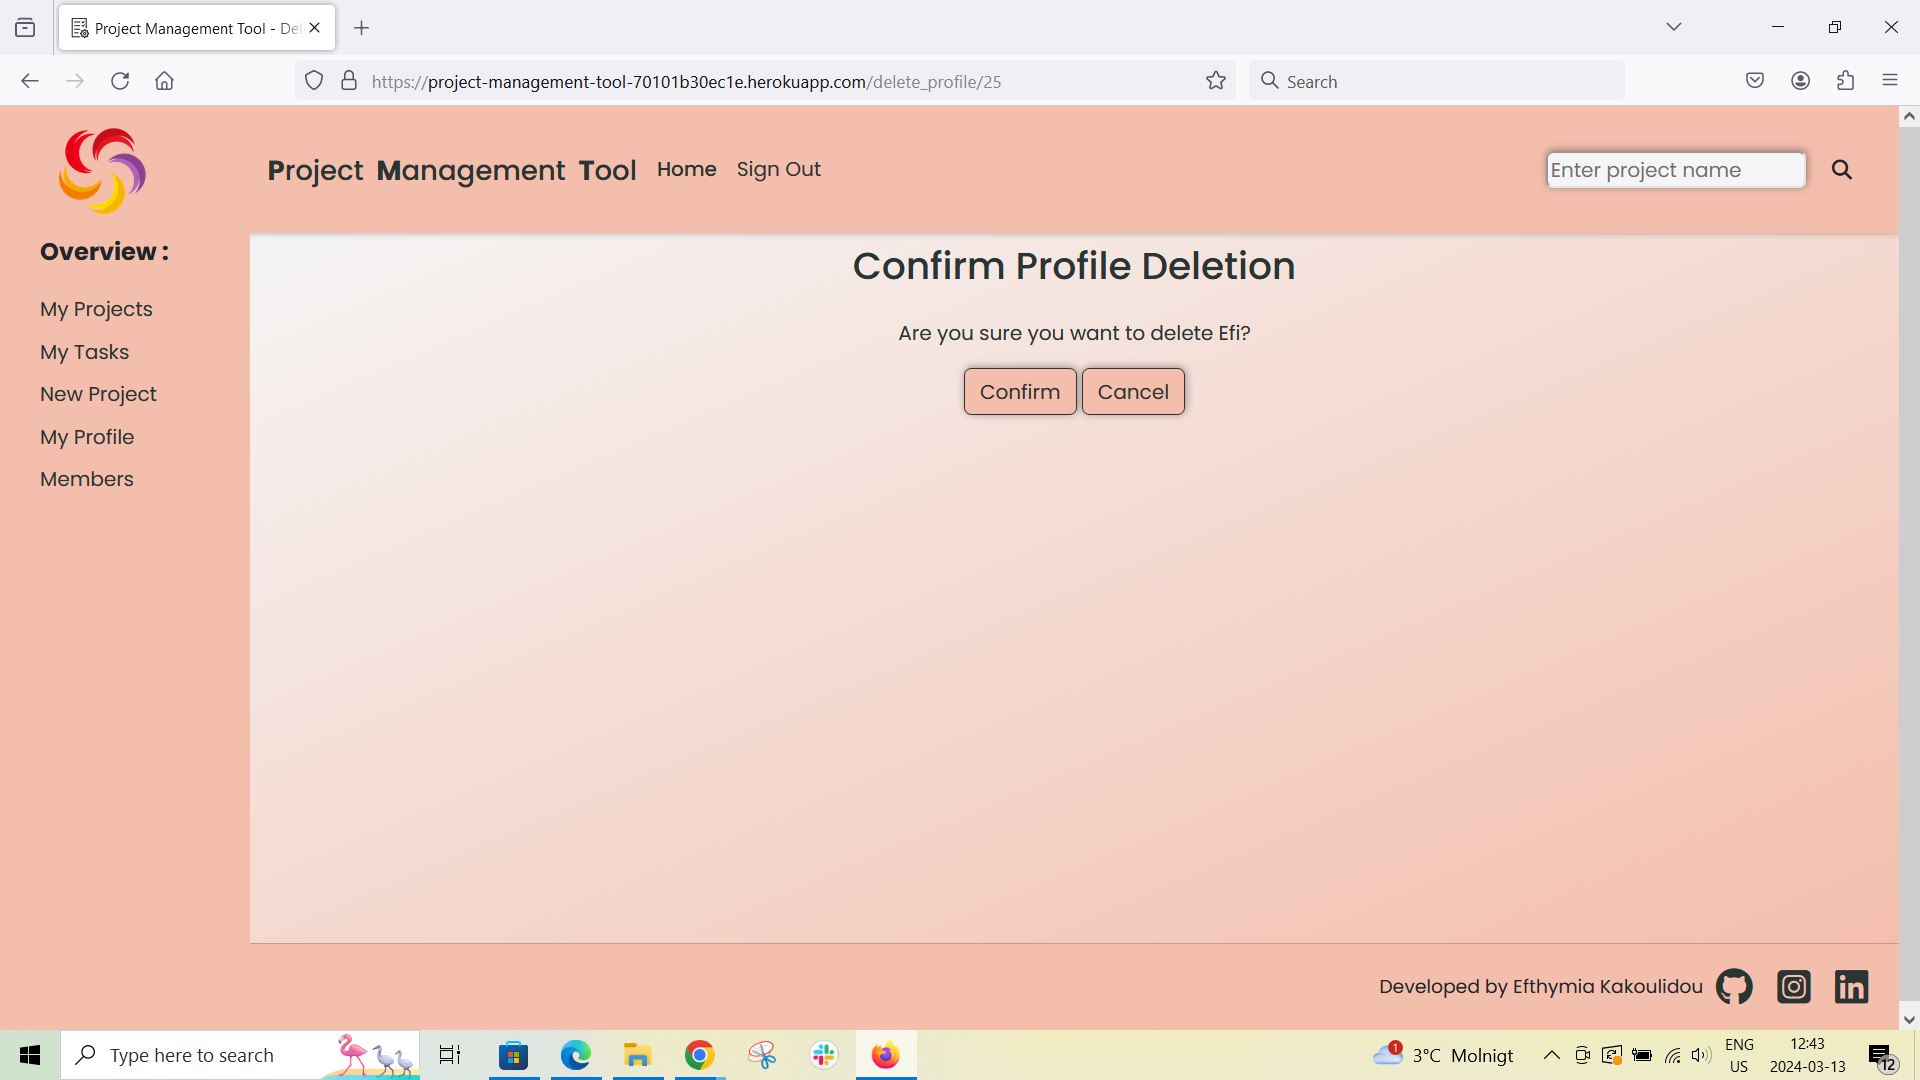 Project Management Tool - Del
https://project-management-tool-70101b30ec1e.herokuapp.com/delete_profile/25
Search
Project Management Tool
Home
Sign Out
Enter project name
Overview :
My Projects
My Tasks
New Project
My Profile
Members
Confirm Profile Deletion
Are you sure you want to delete Efi?
Confirm
Cancel
Developed by Efthymia Kakoulidou
Type here to search
1
3°C Molnigt
ENG
US
12:43
2024-03-13
12